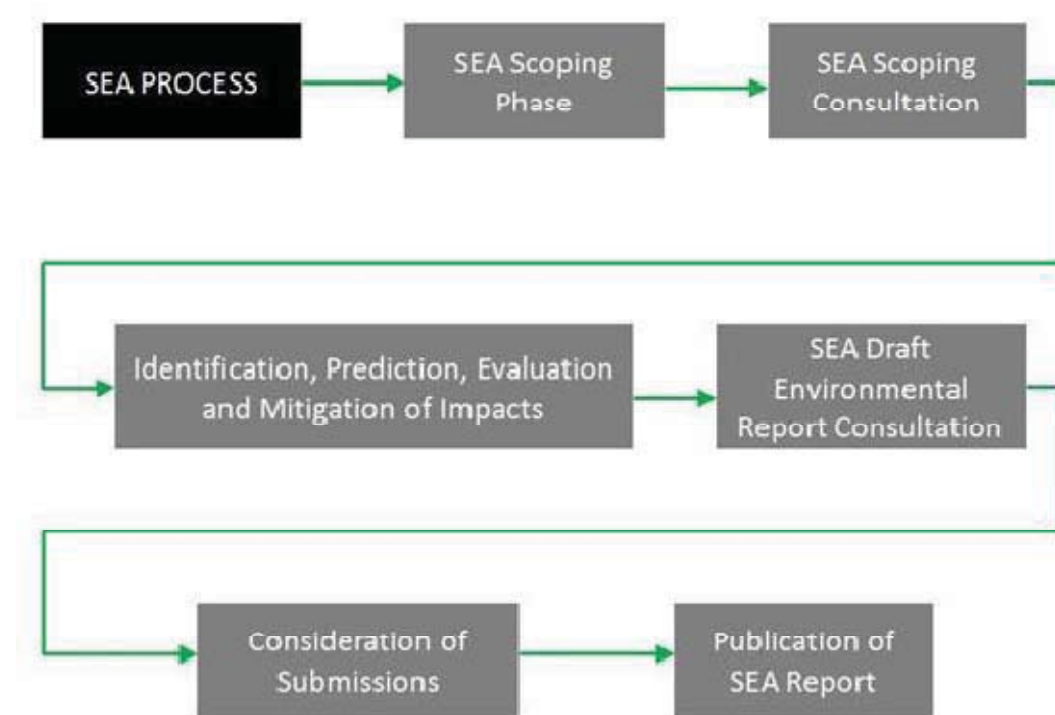 SEA PROCESS
SEA Scoping
Phase
SEA Scoping
Consultation
Identification, Prediction, Evaluation
and Mitigation of Impacts
SEA Draft
Environmental
Report Consultation
Consideration of
Submissions
Publication of
SEA Report